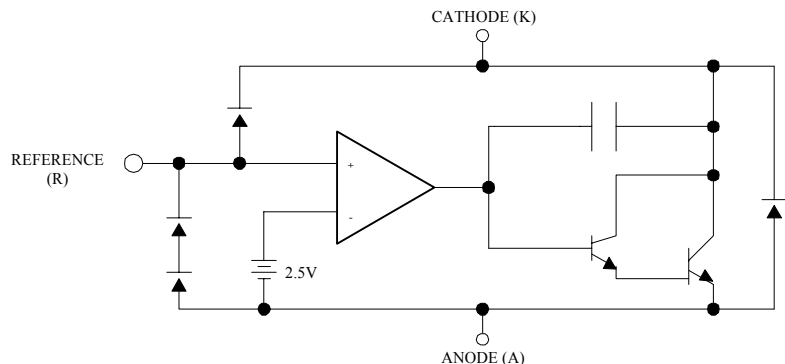 CATHODE (K)
REFERENCE
(R)
+
-
2.5V
ANODE (A)